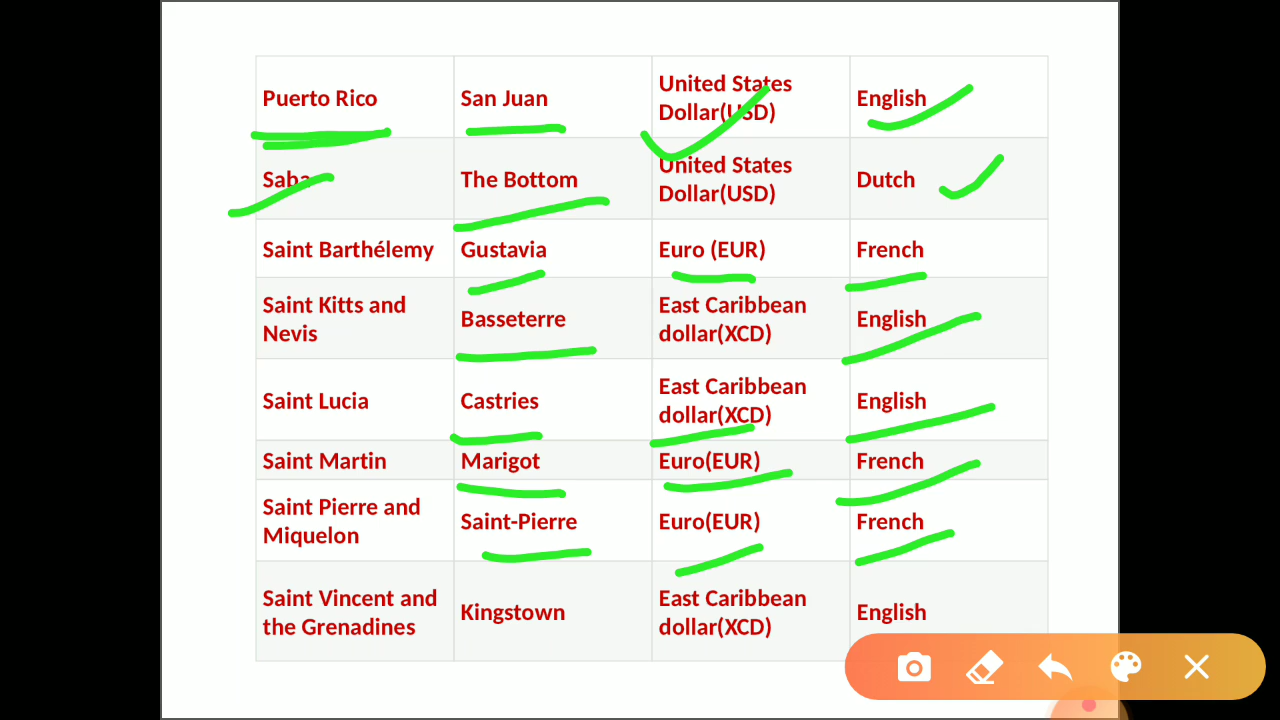 Puerto Rico
San Juan
United States
Dollar(USD)
English
Saba
The Bottom
United States
Dollar(USD)
Dutch
Saint Barthélemy
Gustavia
Euro (EUR)
French
Saint Kitts and
Nevis
Basseterre
East Caribbean
dollar(XCD)
English
Saint Lucia
Castries
East Caribbean
dollar(XCD)
English
Saint Martin
Marigot
Euro(EUR)
French
Saint Pierre and
Miquelon
Saint-Pierre
Euro(EUR)
French
Saint Vincent and
the Grenadines
Kingstown
East Caribbean
dollar(XCD)
English